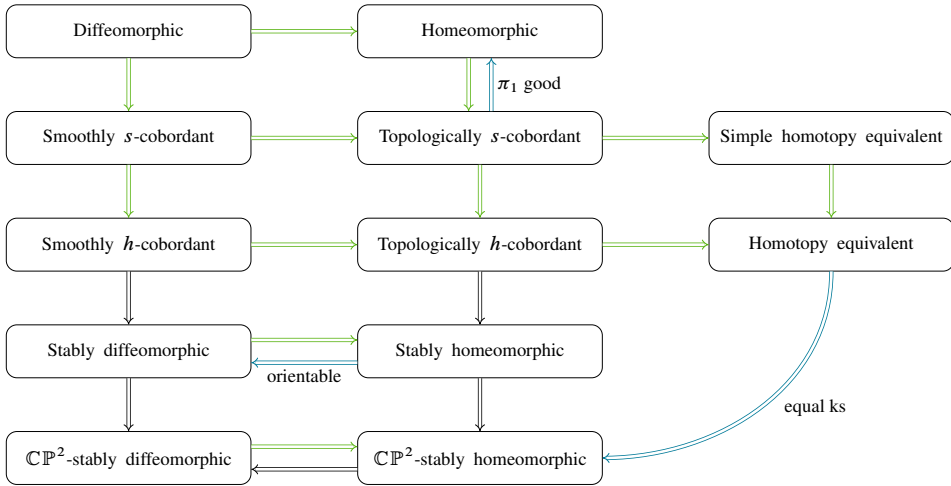 Diffeomorphic
Homeomorphic
π₁ good
Smoothly s-cobordant
Topologically s-cobordant
Simple homotopy equivalent
Smoothly h-cobordant
Topologically h-cobordant
Homotopy equivalent
Stably diffeomorphic
Stably homeomorphic
orientable
equal ks
ℂℙ²-stably diffeomorphic
ℂℙ²-stably homeomorphic